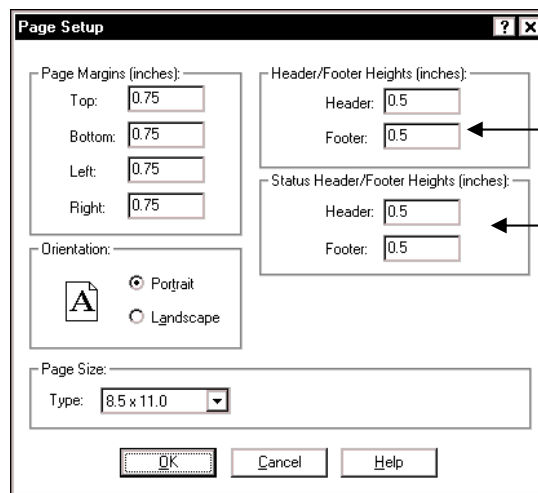 Page Setup
Page Margins (inches):
Top: 0.75
Bottom: 0.75
Left: 0.75
Right: 0.75
Header/Footer Heights (inches):
Header: 0.5
Footer: 0.5
Status Header/Footer Heights (inches):
Header: 0.5
Footer: 0.5
Orientation:
A
Portrait
Landscape
Page Size:
Type: 8.5 x 11.0
OK Cancel Help